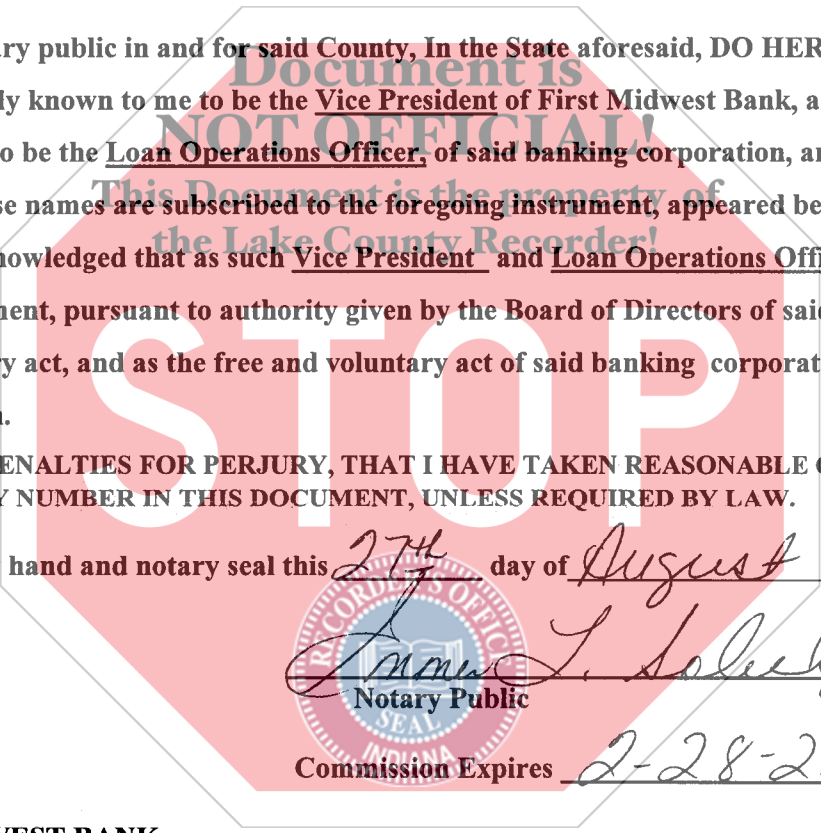 ary public in and for said County, In the State aforesaid, DO HER
Document is
ly known to me to be the Vice President of First Midwest Bank, a
NOT OFFICIAL!
o be the Loan Operations Officer, of said banking corporation, an
This Document is the property of
se names are subscribed to the foregoing instrument, appeared be
the Lake County Recorder!
nowledged that as such Vice President and Loan Operations Offi
nent, pursuant to authority given by the Board of Directors of said
ry act, and as the free and voluntary act of said banking corporat
n.
STOP
ENALTIES FOR PERJURY, THAT I HAVE TAKEN REASONABLE C
Y NUMBER IN THIS DOCUMENT, UNLESS REQUIRED BY LAW.
hand and notary seal this 27th day of August
RECORDER'S OFFICE
L.
Notary Public
SEAL
INDIANA
Commission Expires 2-28-2
WEST BANK